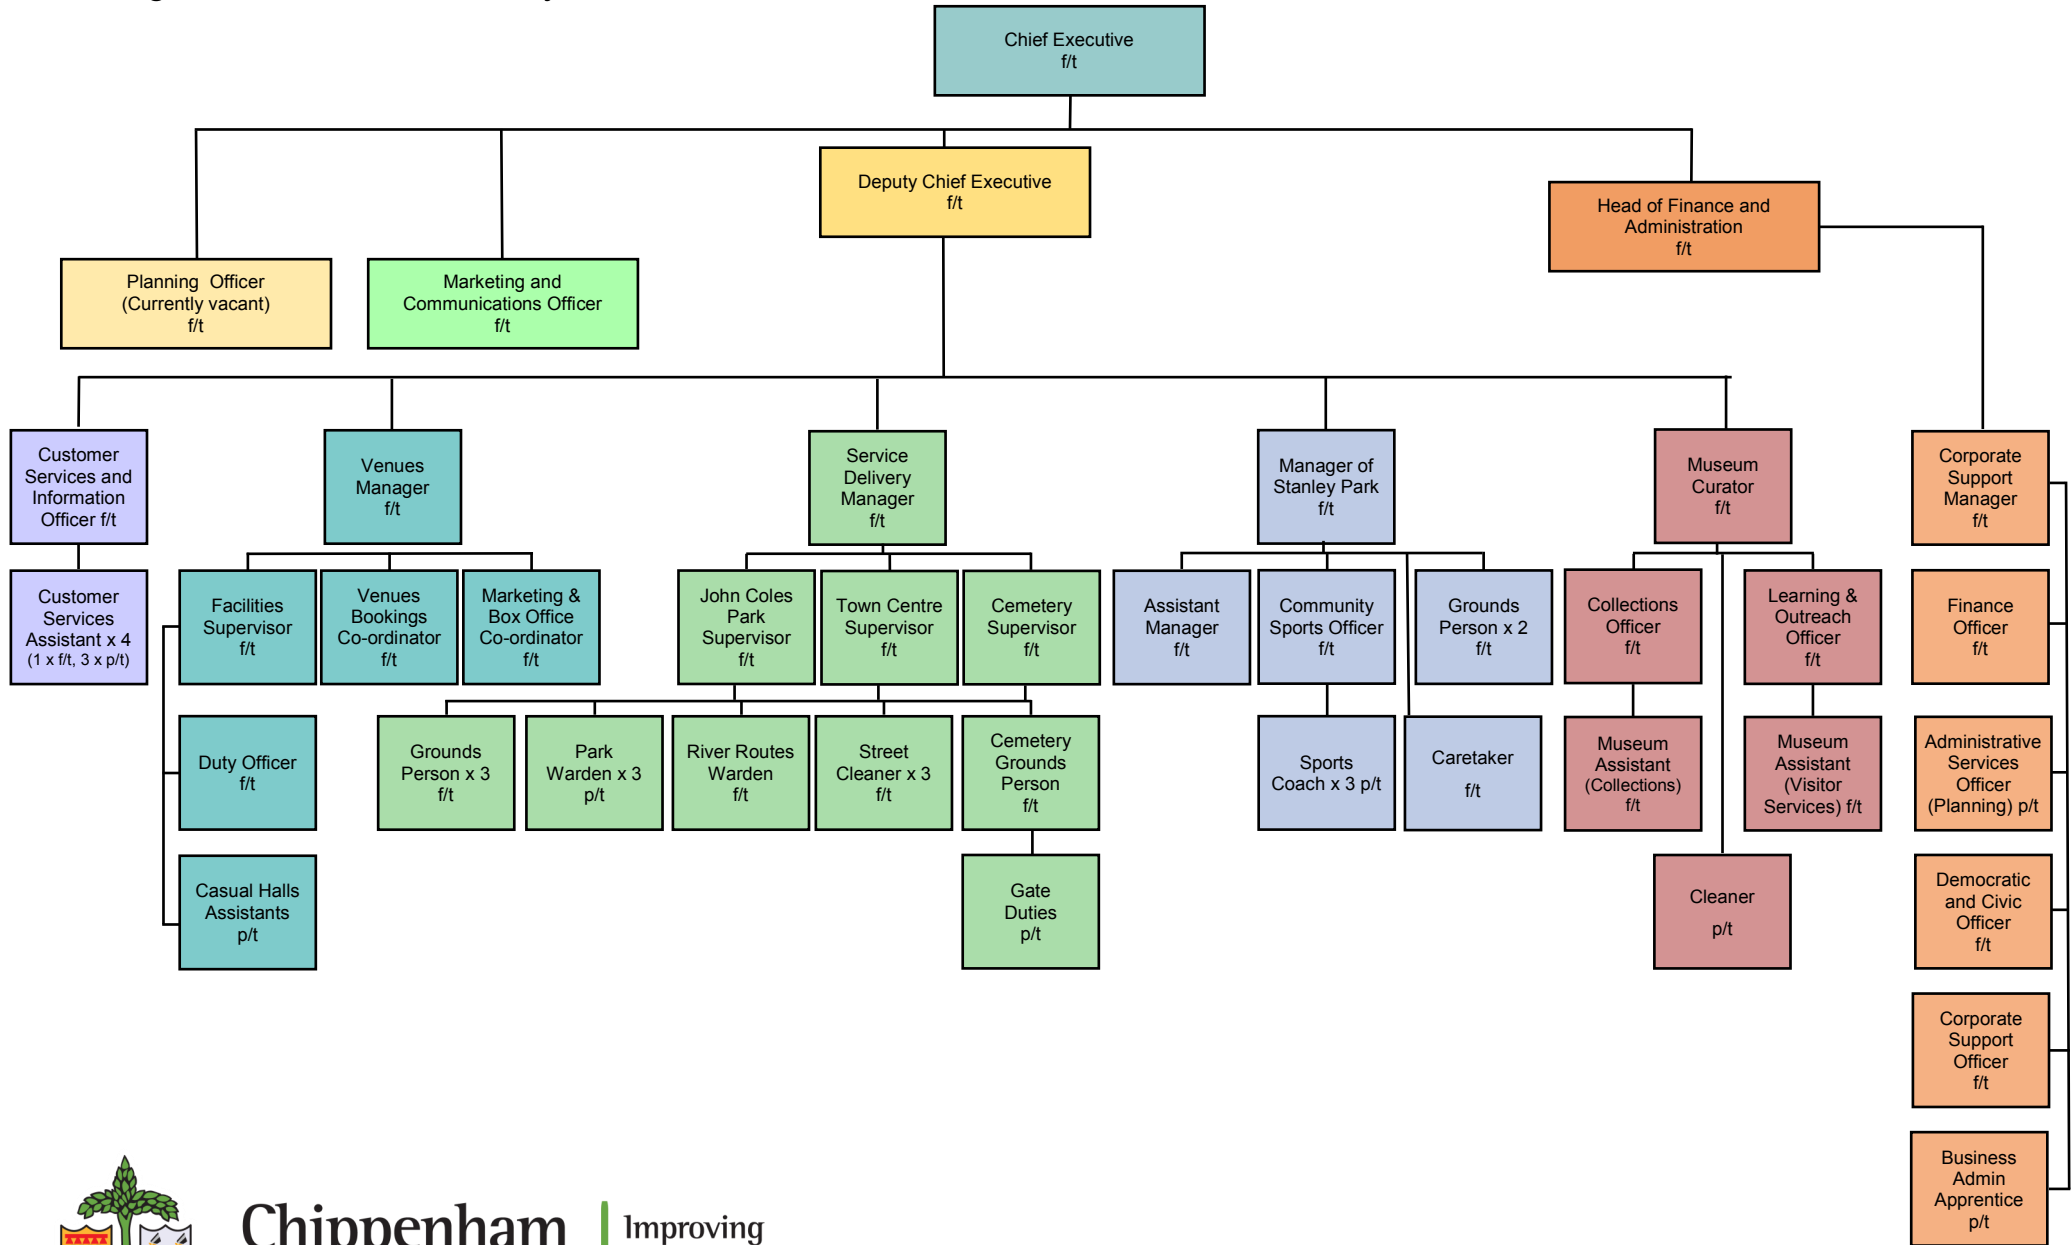 Chief Executive
f/t
Deputy Chief Executive
f/t
Head of Finance and
Administration
f/t
Planning  Officer
(Currently vacant)
f/t
Marketing and
Communications Officer
f/t
Customer
Services and
Information
Officer f/t
Venues
Manager
f/t
Service
Delivery
Manager
f/t
Manager of
Stanley Park
f/t
Museum
Curator
f/t
Corporate
Support
Manager
f/t
Customer
Services
Assistant x 4
(1 x f/t, 3 x p/t)
Facilities
Supervisor
f/t
Venues
Bookings
Co-ordinator
f/t
Marketing &
Box Office
Co-ordinator
f/t
John Coles
Park
Supervisor
f/t
Town Centre
Supervisor
f/t
Cemetery
Supervisor
f/t
Assistant
Manager
f/t
Community
Sports Officer
f/t
Grounds
Person x 2
f/t
Collections
Officer
f/t
Learning &
Outreach
Officer
f/t
Finance
Officer
f/t
Duty Officer
f/t
Grounds
Person x 3
f/t
Park
Warden x 3
p/t
River Routes
Warden
f/t
Street
Cleaner x 3
f/t
Cemetery
Grounds
Person
f/t
Sports
Coach x 3 p/t
Caretaker
f/t
Museum
Assistant
(Collections)
f/t
Museum
Assistant
(Visitor
Services) f/t
Administrative
Services
Officer
(Planning) p/t
Casual Halls
Assistants
p/t
Gate
Duties
p/t
Cleaner
p/t
Democratic
and Civic
Officer
f/t
Corporate
Support
Officer
f/t
Business
Admin
Apprentice
p/t
Chippenham
Improving